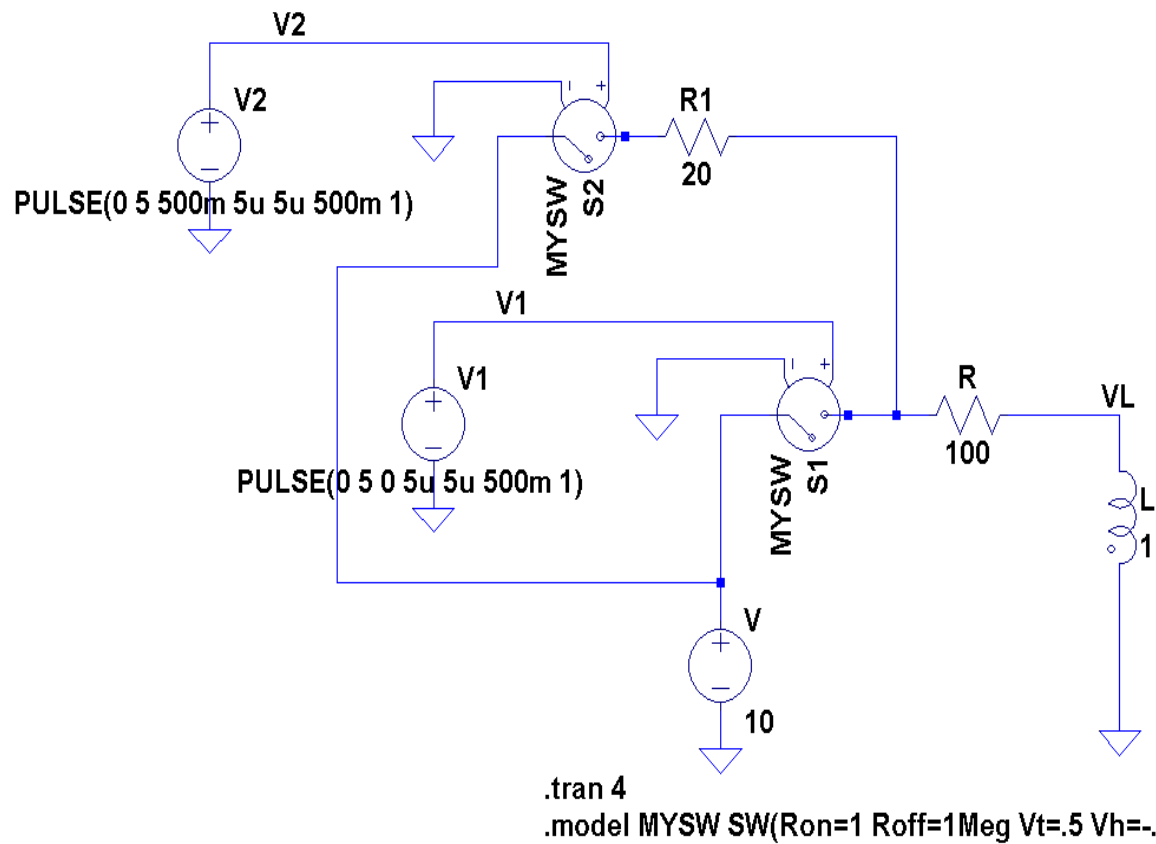 V2
V2
PULSE(0 5 500m 5u 5u 500m 1)
- +
MYSW
S2
R1
20
V1
V1
PULSE(0 5 0 5u 5u 500m 1)
- +
MYSW
S1
R
100
VL
L
1
V
10
.tran 4
.model MYSW SW(Ron=1 Roff=1Meg Vt=.5 Vh=-.